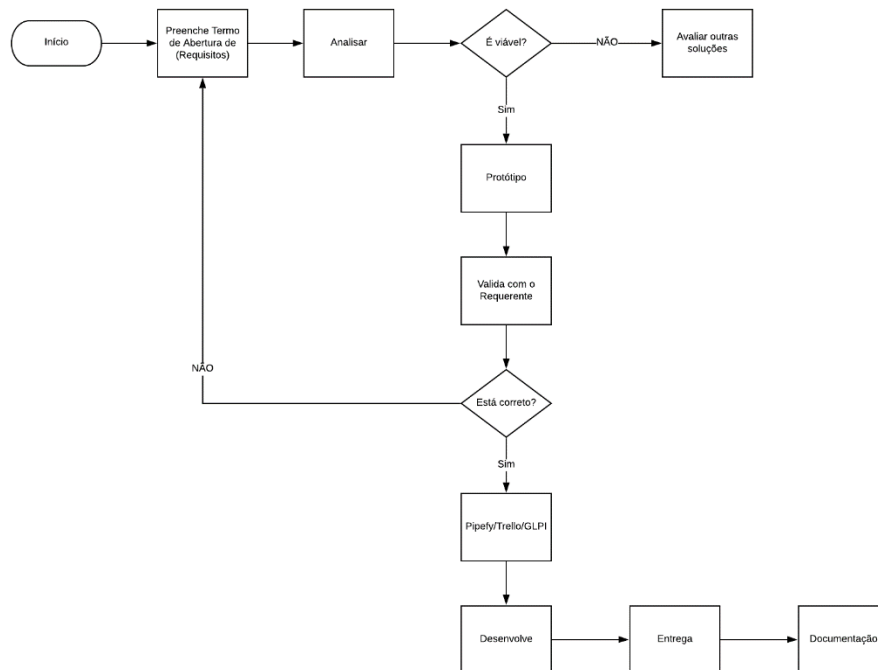 Início
Preenche Termo
de Abertura de
(Requisitos)
Analisar
É viável?
NÃO
Avaliar outras
soluções
Sim
Protótipo
Valida com o
Requerente
NÃO
Está correto?
Sim
Pipefy/Trello/GLPI
Desenvolve
Entrega
Documentação